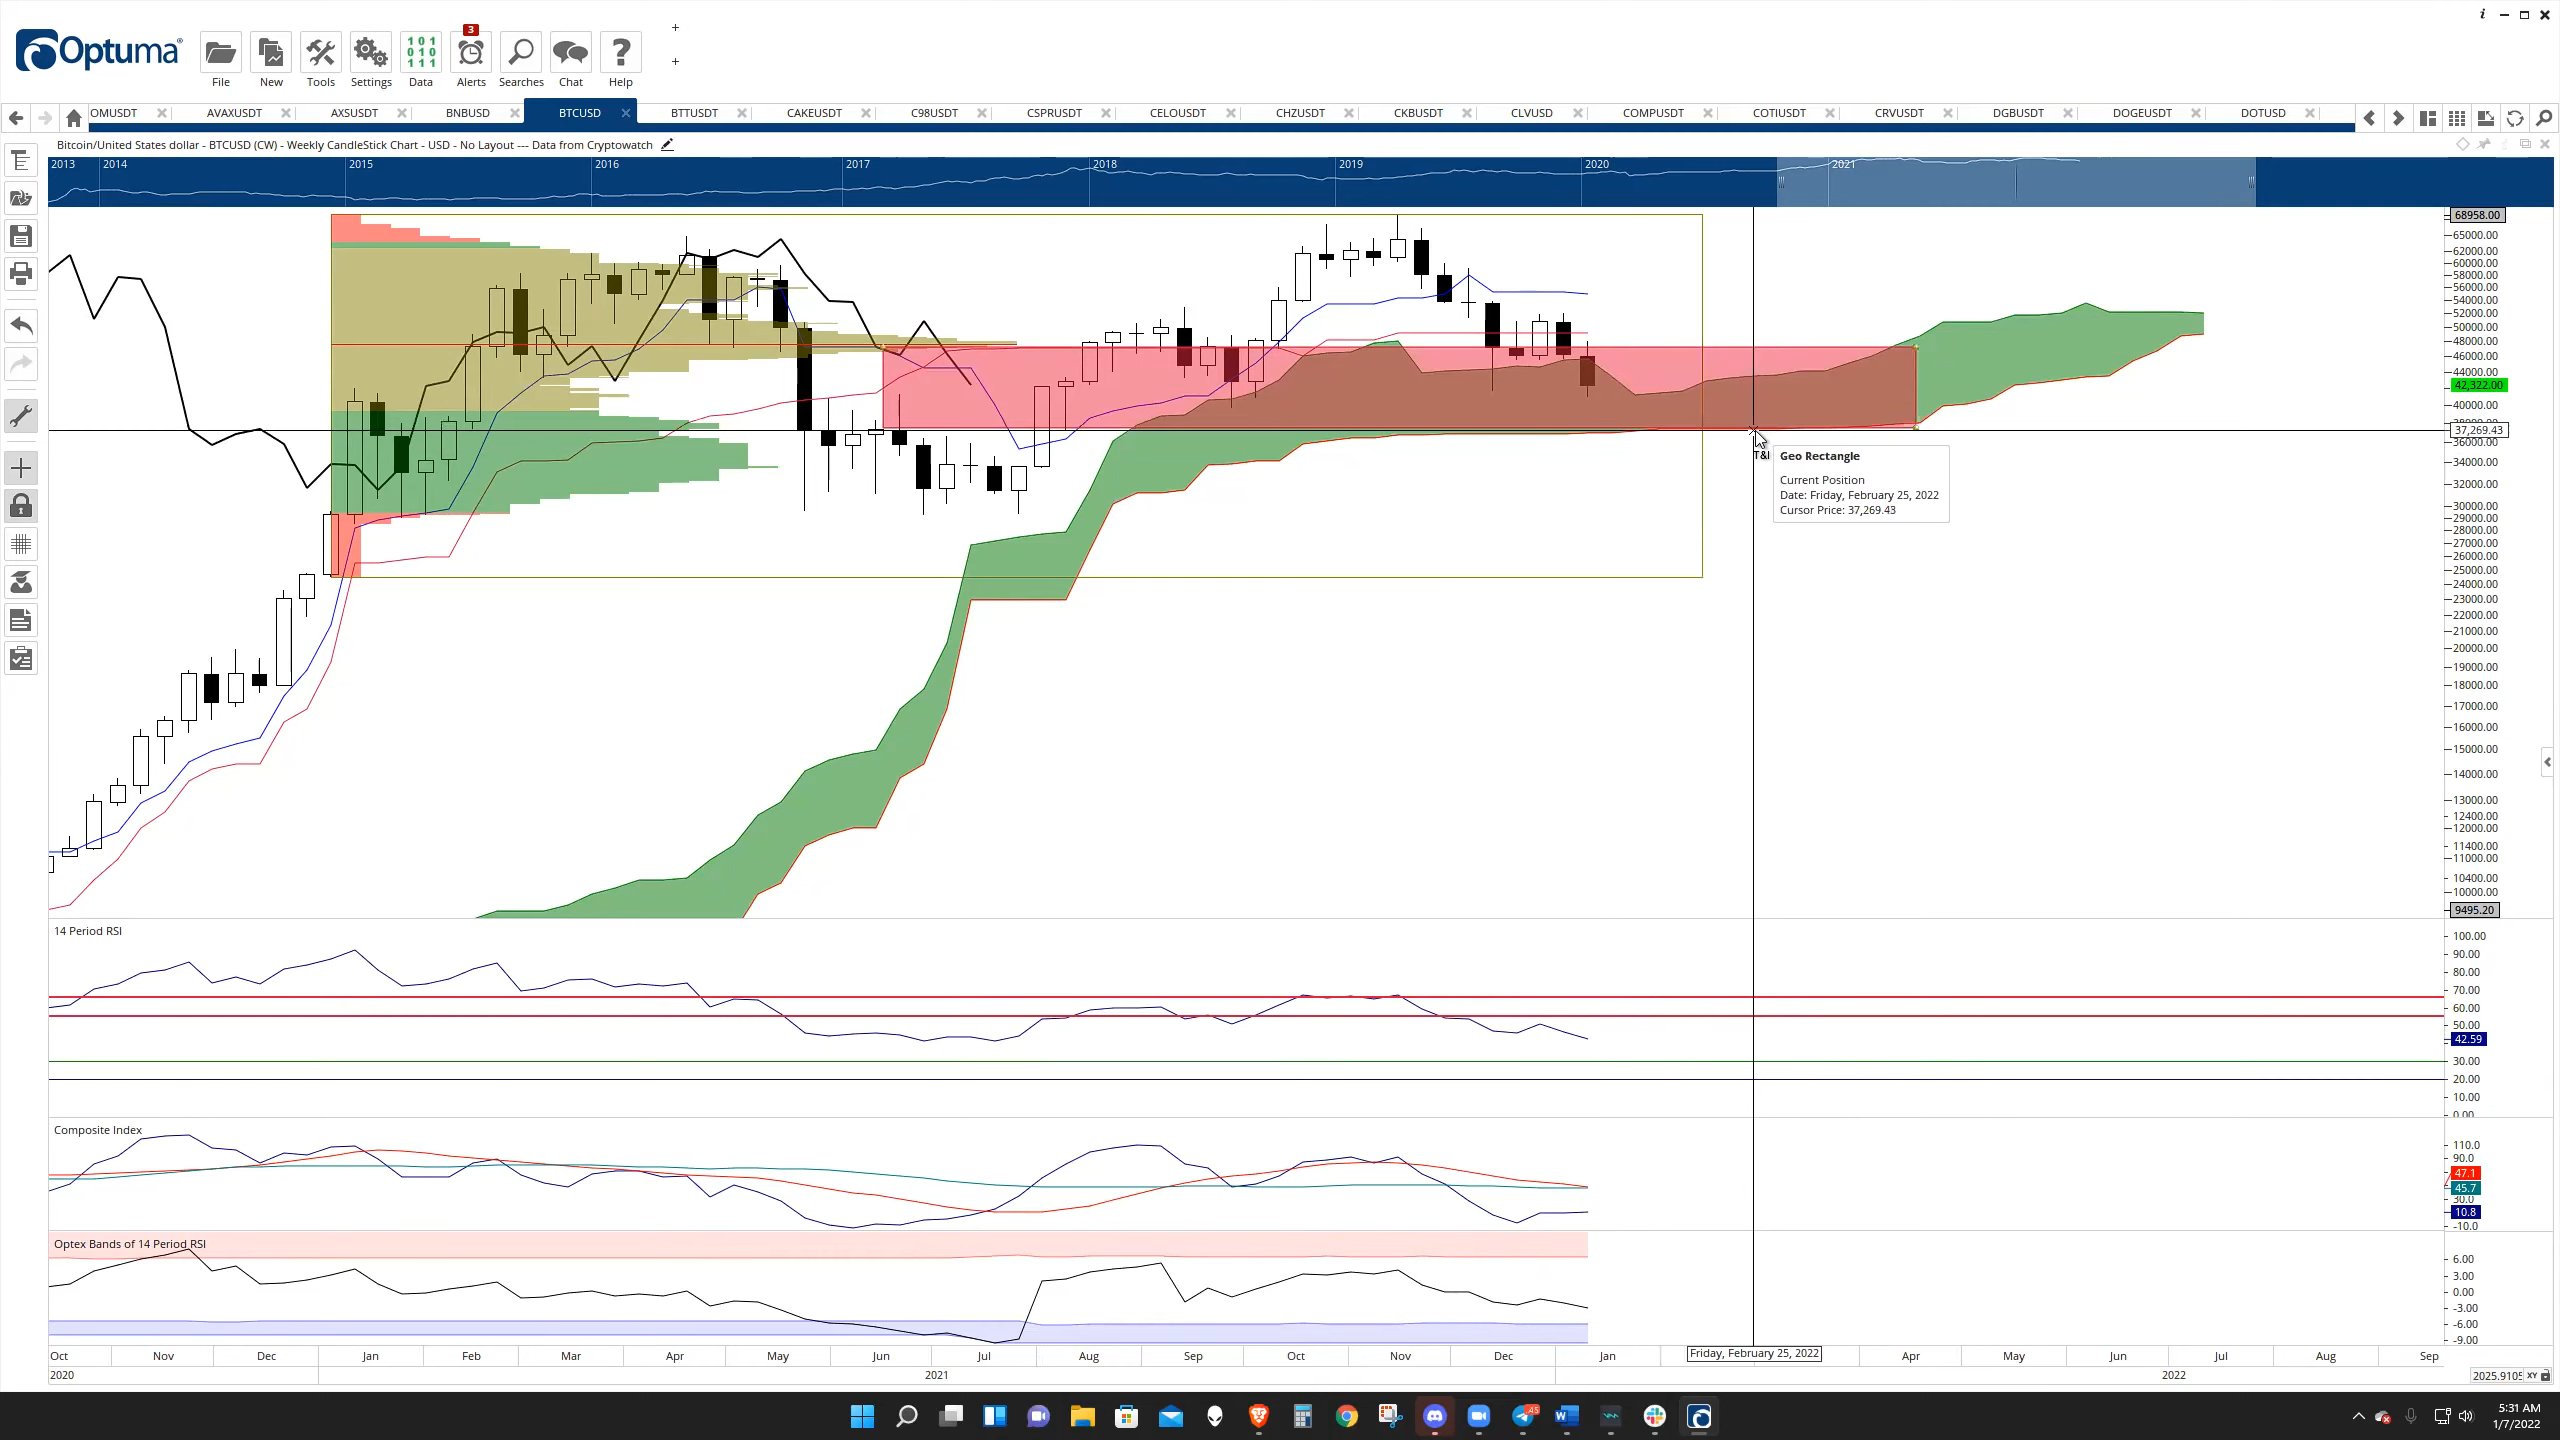 Optuma®
File
New
Tools
Settings
101
010
111
Data
3
Alerts
Searches
Chat
?
Help
OMUSDT
AVAXUSDT
AXSUSDT
BNBUSD
BTCUSD
BTTUSDT
CAKEUSDT
C98USDT
CSPRUSDT
CELOUSDT
CHZUSDT
CKBUSDT
CLVUSD
COMPUSDT
COTIUSDT
CRVUSDT
DGBUSDT
DOGEUSDT
DOTUSD
Bitcoin/United States dollar - BTCUSD (CW) - Weekly CandleStick Chart - USD - No Layout --- Data from Cryptowatch
2013 2014 2015 2016 2017 2018 2019 2020 2021
68958.00
65000.00
62000.00
60000.00
58000.00
56000.00
54000.00
52000.00
50000.00
48000.00
46000.00
44000.00
42,322.00
40000.00
37,269.43
36000.00
34000.00
32000.00
30000.00
29000.00
28000.00
27000.00
26000.00
25000.00
24000.00
23000.00
22000.00
21000.00
20000.00
19000.00
18000.00
17000.00
16000.00
15000.00
14000.00
13000.00
12400.00
12000.00
11400.00
11000.00
10400.00
10000.00
9495.20
Geo Rectangle
Current Position
Date: Friday, February 25, 2022
Cursor Price: 37,269.43
14 Period RSI
100.00
90.00
80.00
70.00
60.00
50.00
42.59
30.00
20.00
10.00
0.00
Composite Index
110.0
90.0
47.1
45.7
30.0
10.8
-10.0
Optex Bands of 14 Period RSI
6.00
3.00
0.00
-3.00
-6.00
-9.00
Oct Nov Dec Jan Feb Mar Apr May Jun Jul Aug Sep Oct Nov Dec Jan Friday, February 25, 2022 Apr May Jun Jul Aug Sep
2020 2021 2022
XY
45
5:31 AM
1/7/2022